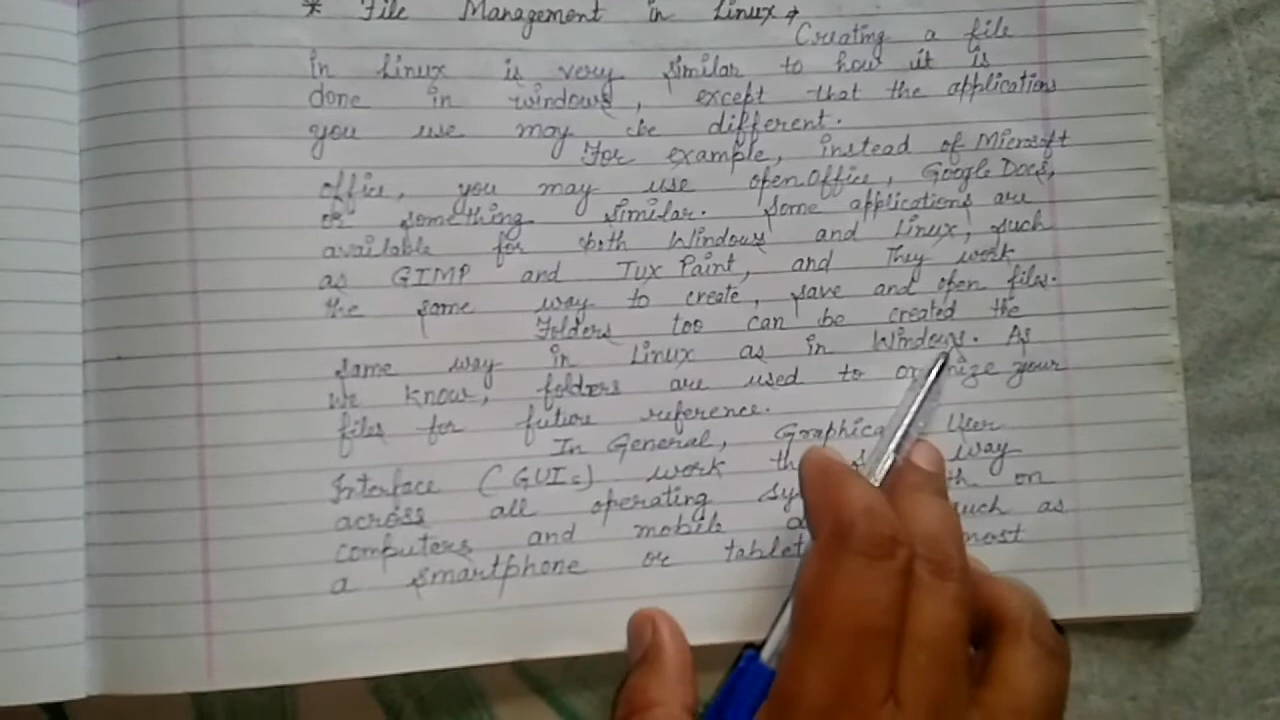 * File Management in Linux →
Creating a file
in Linux is very similar to how it is
done in windows, except that the applications
you use may be different.
For example, instead of Microsoft
office, you may use openOffice, Google Docs,
or something similar. Some applications are
available for both Windows and Linux, such
as GIMP and Tux Paint, and They work
the same way to create, save and open files.
Folders too can be created the
same way in Linux as in Windows. As
we know, folders are used to your
files for future reference.
In General, User
Interface (GUI) work way
across all operating on
computers and mobile such as
a smartphone or tablet most